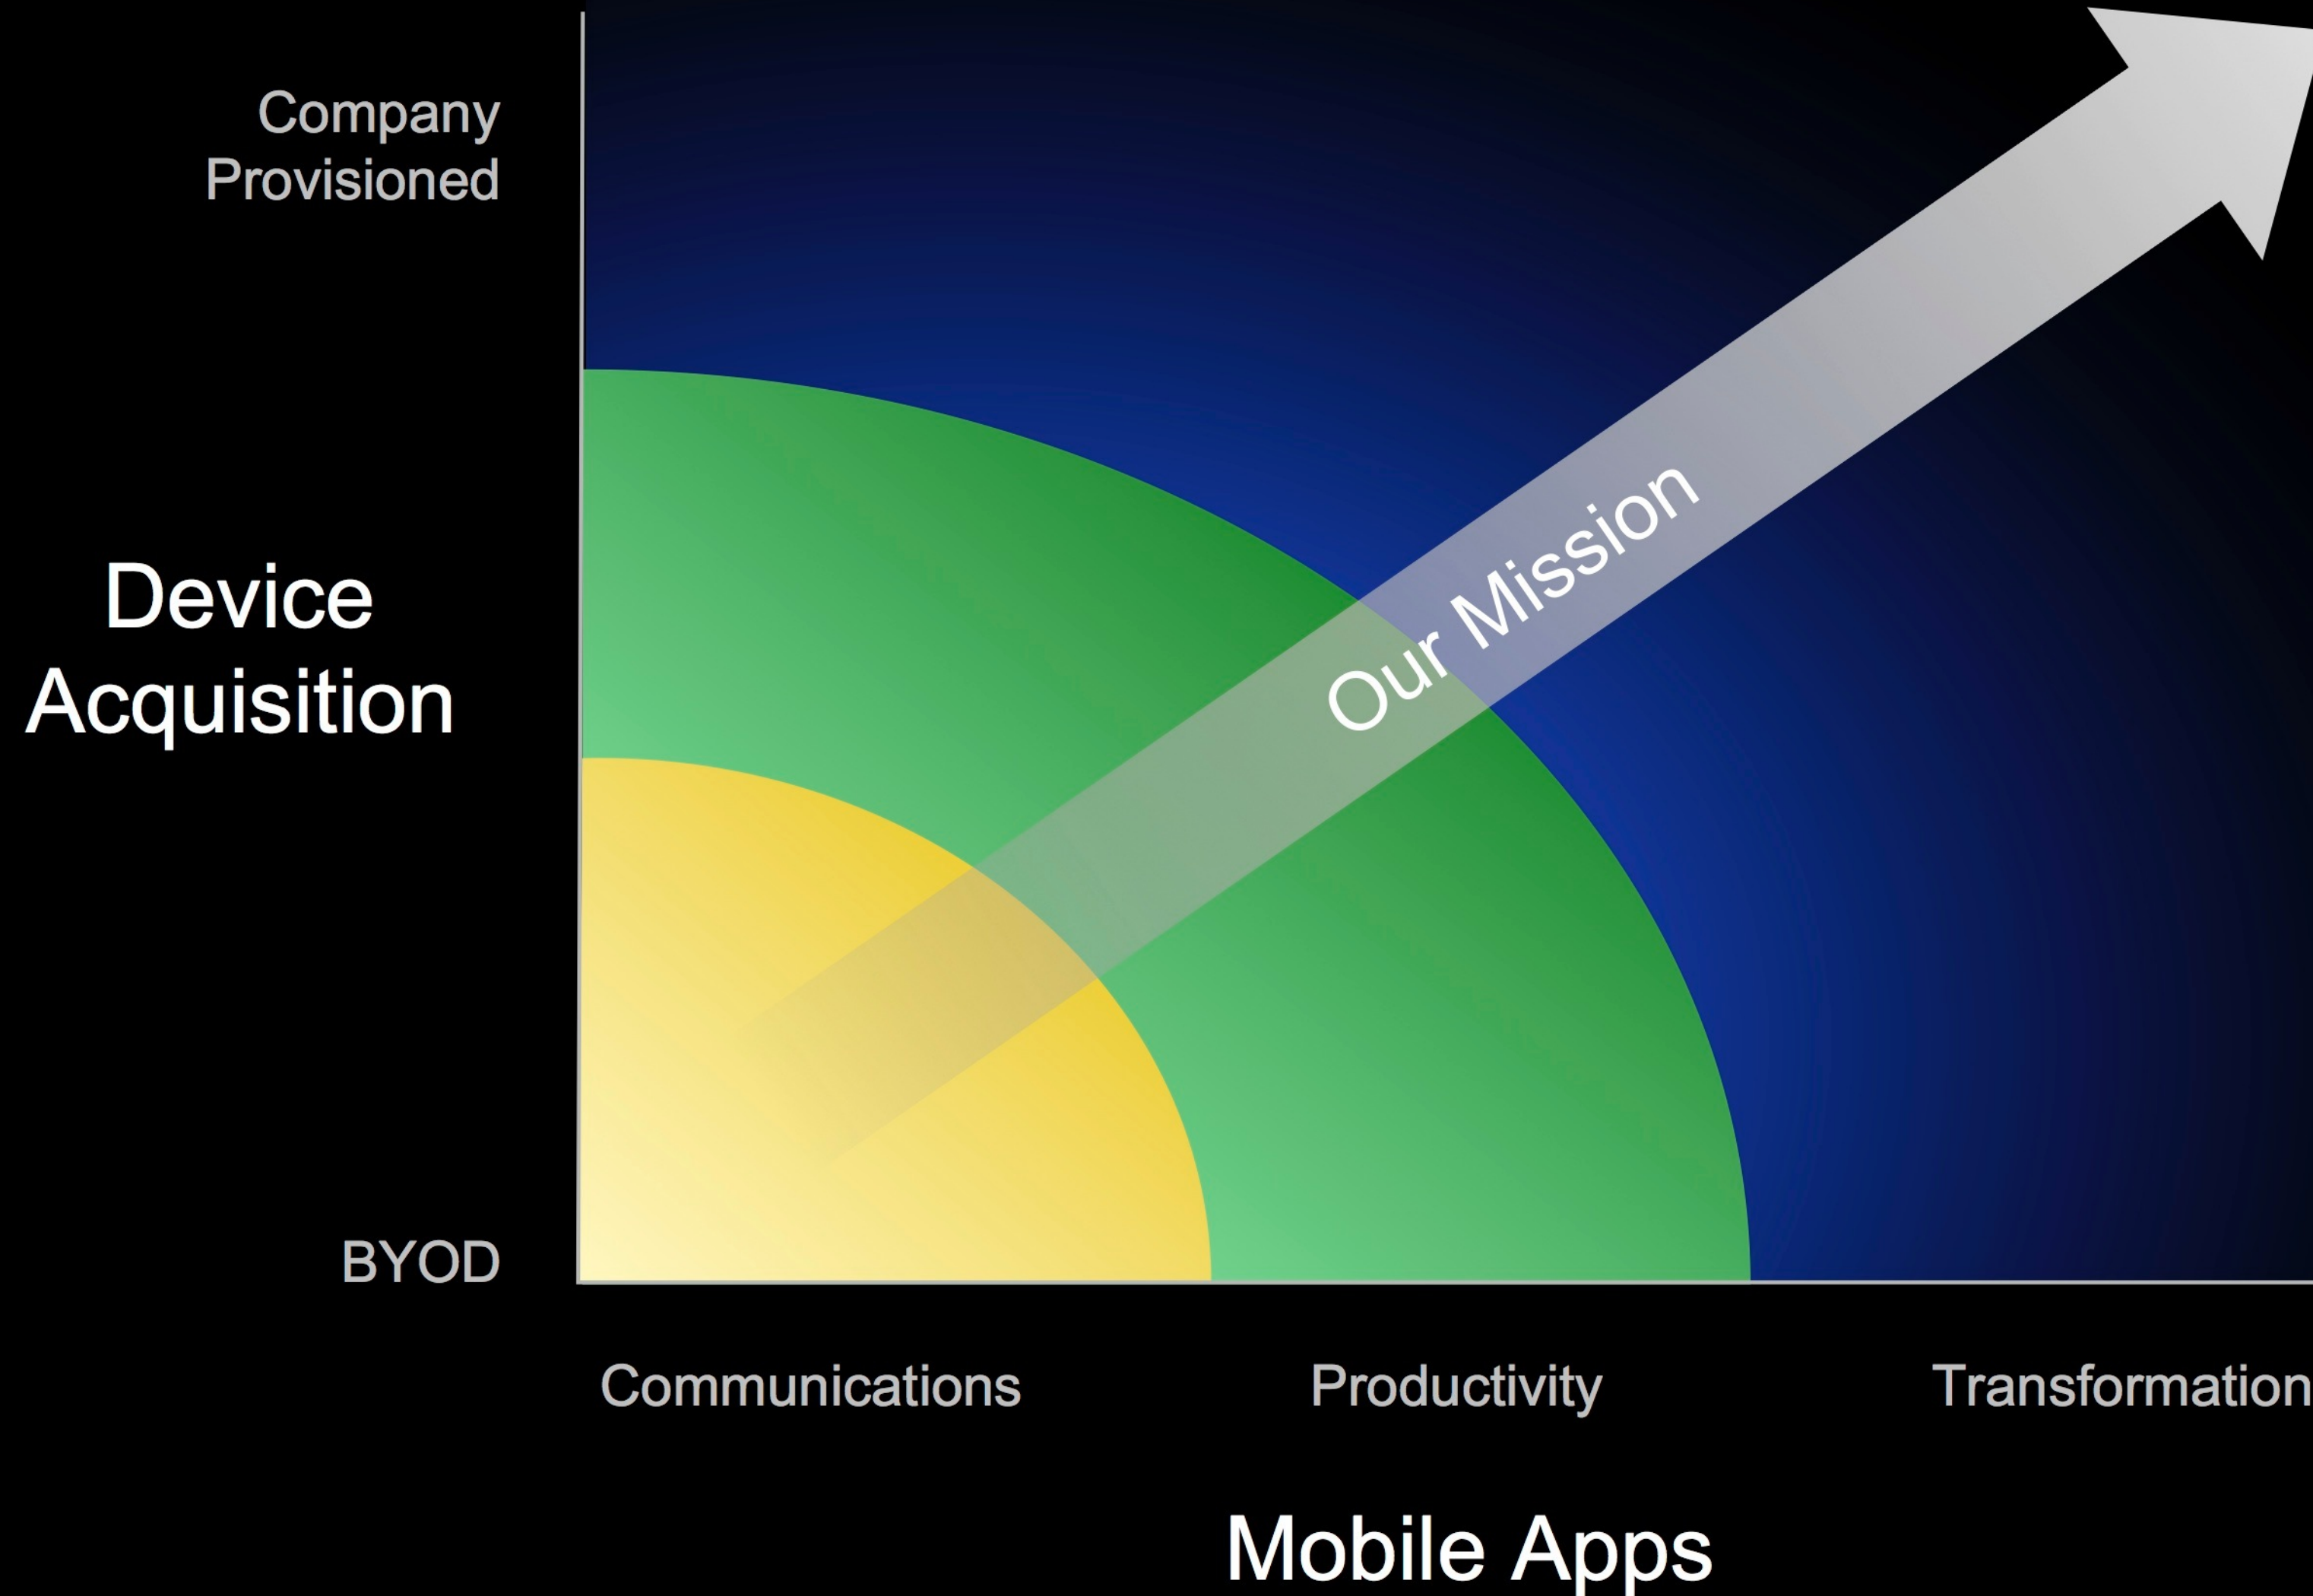 Company
Provisioned
Device
Acquisition
BYOD
Our Mission
Communications
Productivity
Transformation
Mobile Apps